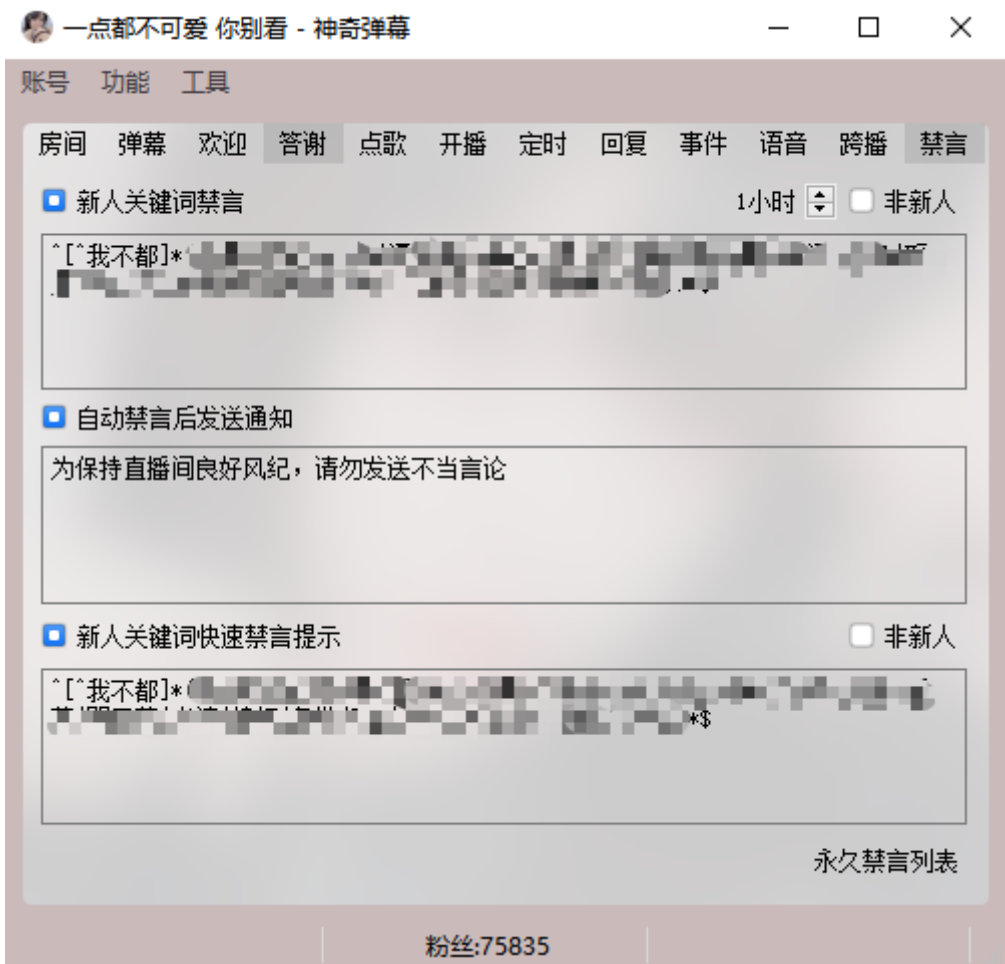 一点都不可爱 你别看 - 神奇弹幕
账号 功能 工具
房间 弹幕 欢迎 答谢 点歌 开播 定时 回复 事件 语音 跨播 禁言
新人关键词禁言 1小时 非新人
^[^我不都]*
自动禁言后发送通知
为保持直播间良好风纪，请勿发送不当言论
新人关键词快速禁言提示 非新人
^[^我不都]*
*$
永久禁言列表
粉丝:75835